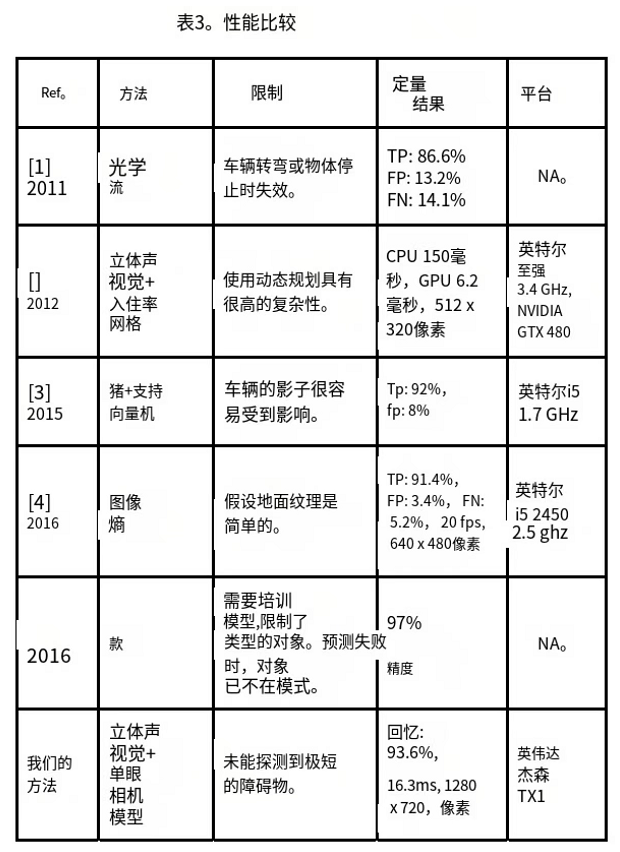 表3。性能比较
Ref。
方法
限制
定量
结果
平台
[1]
2011
光学
流
车辆转弯或物体停
止时失效。
TP: 86.6%
FP: 13.2%
FN: 14.1%
NA。
[]
2012
立体声
视觉+
入住率
网格
使用动态规划具有
很高的复杂性。
CPU 150毫
秒，GPU 6.2
毫秒，512 x
320像素
英特尔
至强
3.4 GHz,
NVIDIA
GTX 480
[3]
2015
猪+支持
向量机
车辆的影子很容
易受到影响。
Tp: 92%，
fp: 8%
英特尔i5
1.7 GHz
[4]
2016
图像
熵
假设地面纹理是
简单的。
TP: 91.4%，
FP: 3.4%， FN:
5.2%， 20 fps,
640 x 480像素
英特尔
i5 2450
2.5 ghz
2016
款
需要培训
模型,限制了
类型的对象。预测失败
时，对象
已不在模式。
97%
精度
NA。
我们的
方法
立体声
视觉+
单眼
相机
模型
未能探测到极短
的障碍物。
回忆:
93.6%,
16.3ms, 1280
x 720，像素
英伟达
杰森
TX1